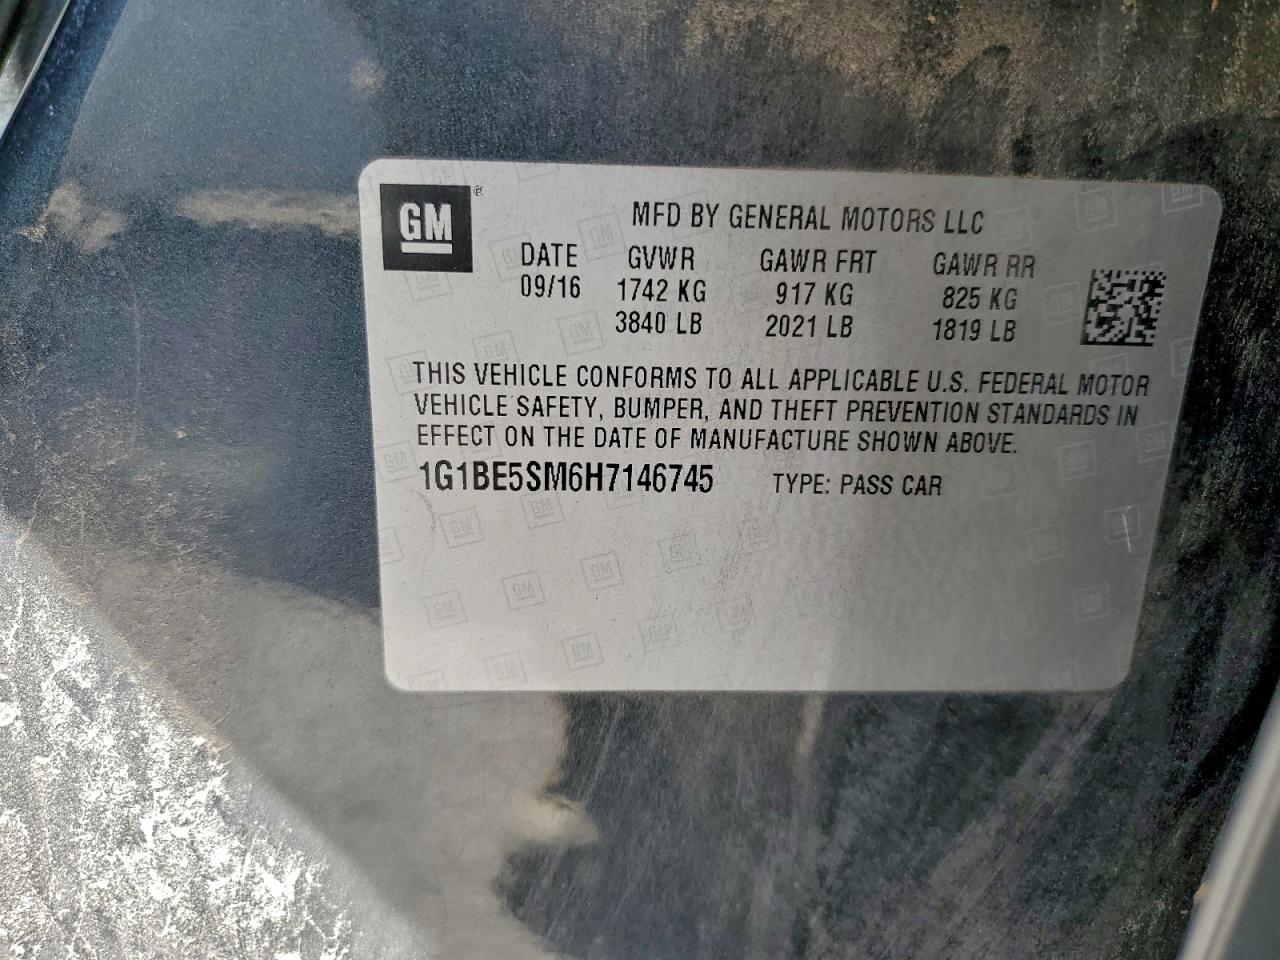 GM ®
MFD BY GENERAL MOTORS LLC
DATE GVWR GAWR FRT GAWR RR
09/16 1742 KG 917 KG 825 KG
3840 LB 2021 LB 1819 LB
THIS VEHICLE CONFORMS TO ALL APPLICABLE U.S. FEDERAL MOTOR
VEHICLE SAFETY, BUMPER, AND THEFT PREVENTION STANDARDS IN
EFFECT ON THE DATE OF MANUFACTURE SHOWN ABOVE.
1G1BE5SM6H7146745 TYPE: PASS CAR